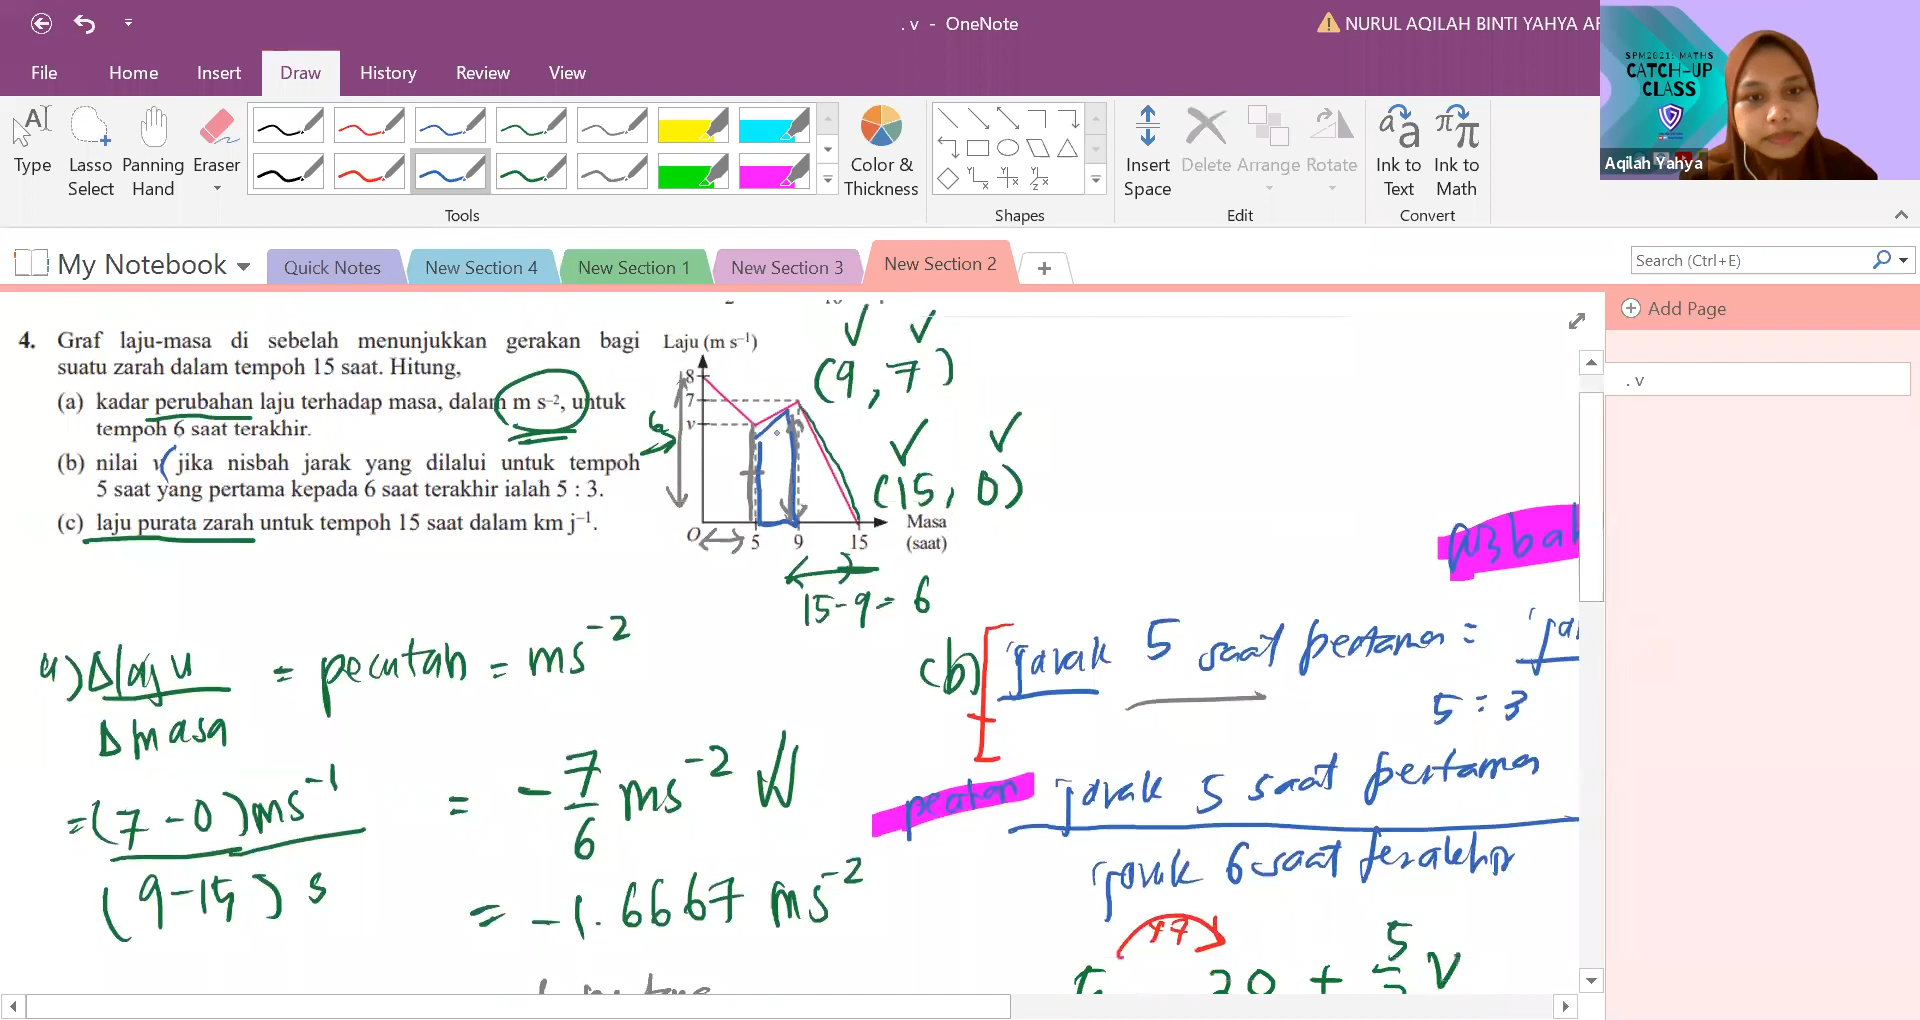 . v - OneNote
NURUL AQILAH BINTI YAHYA
File Home Insert Draw History Review View
Type
Lasso Select
Panning Hand
Eraser
Color & Thickness
Insert Space
Delete
Arrange
Rotate
Ink to Text
Ink to Math
Tools
Shapes
Edit
Convert
SPM2021: MATHS
CATCH-UP
CLASS
Aqilah Yahya
My Notebook
Quick Notes
New Section 4
New Section 1
New Section 3
New Section 2
Search (Ctrl+E)
Add Page
. v
4. Graf laju-masa di sebelah menunjukkan gerakan bagi
suatu zarah dalam tempoh 15 saat. Hitung,
(a) kadar perubahan laju terhadap masa, dalam m s⁻², untuk
tempoh 6 saat terakhir.
(b) nilai v jika nisbah jarak yang dilalui untuk tempoh
5 saat yang pertama kepada 6 saat terakhir ialah 5 : 3.
(c) laju purata zarah untuk tempoh 15 saat dalam km j⁻¹.
Laju (m s⁻¹)
8
7
v
O 5 9 15
Masa
(saat)
(9, 7)
(15, 0)
15-9=6
a) Δlaju = pecutan = ms⁻²
Δmasa
=(7-0)ms⁻¹
(9-15) s
= -7/6 ms⁻²
= -1.6667 ms⁻²
nisbah
(b) Jarak 5 saat pertama :
5 : 3
pecahan
Jarak 5 saat pertama
Jarak 6 saat terakhir